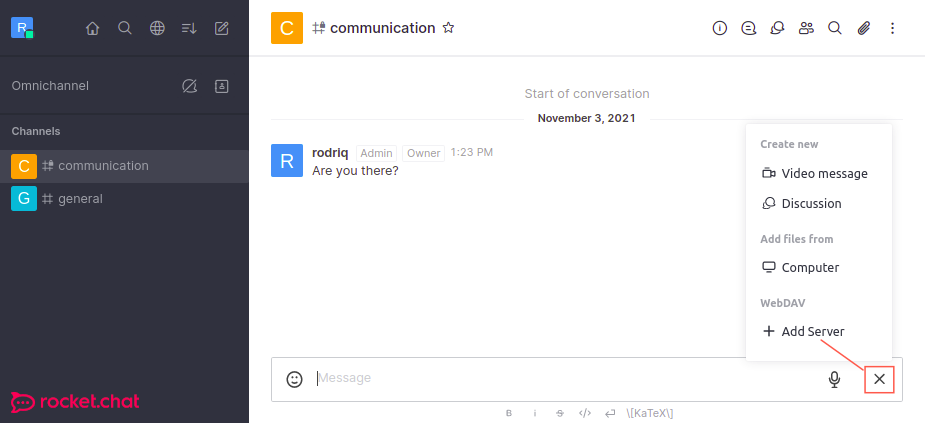 R
Omnichannel
Channels
C communication
G general
rocket.chat
C communication
Start of conversation
November 3, 2021
R rodriq Admin Owner 1:23 PM
Are you there?
Create new
Video message
Discussion
Add files from
Computer
WebDAV
+ Add Server
Message
B i S </> \[KaTeX\]